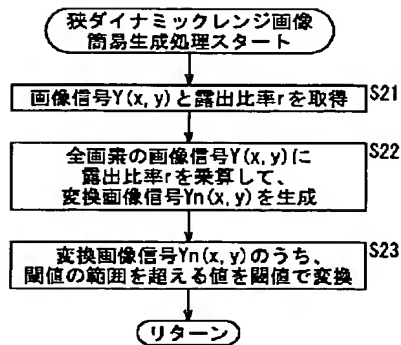 狭ダイナミックレンジ画像
簡易生成処理スタート
画像信号Y(x, y)と露出比率rを取得
S21
全画素の画像信号Y(x, y)に
露出比率rを乗算して、
変換画像信号Yn(x, y)を生成
S22
変換画像信号Yn(x, y)のうち、
閾値の範囲を超える値を閾値で変換
S23
リターン